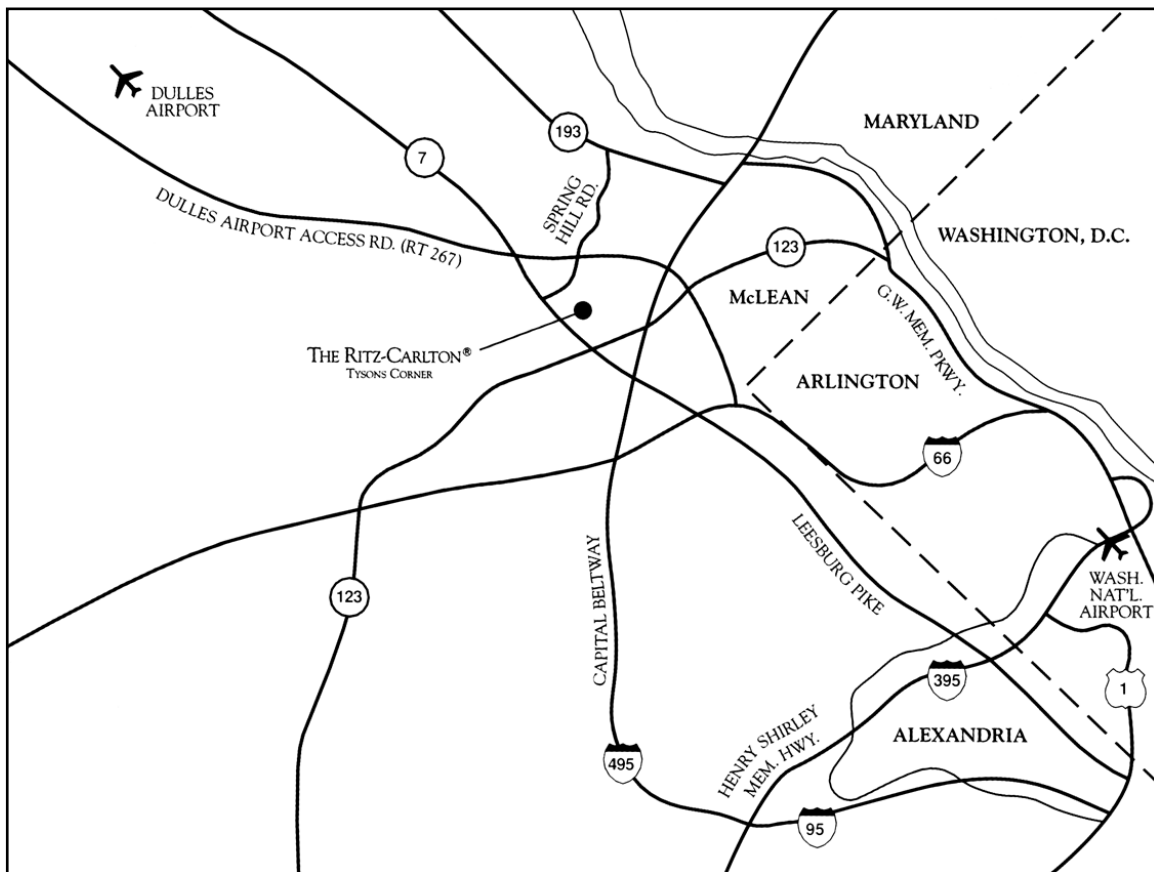 DULLES
AIRPORT
193
7
MARYLAND
SPRING
HILL RD.
DULLES AIRPORT ACCESS RD. (RT 267)
123
WASHINGTON, D.C.
McLEAN
G.W. MEM. PKWY.
THE RITZ-CARLTON®
TYSONS CORNER
ARLINGTON
66
LEESBURG PIKE
CAPITAL BELTWAY
WASH.
NAT'L.
AIRPORT
123
395
1
HENRY SHIRLEY
MEM. HWY.
ALEXANDRIA
495
95